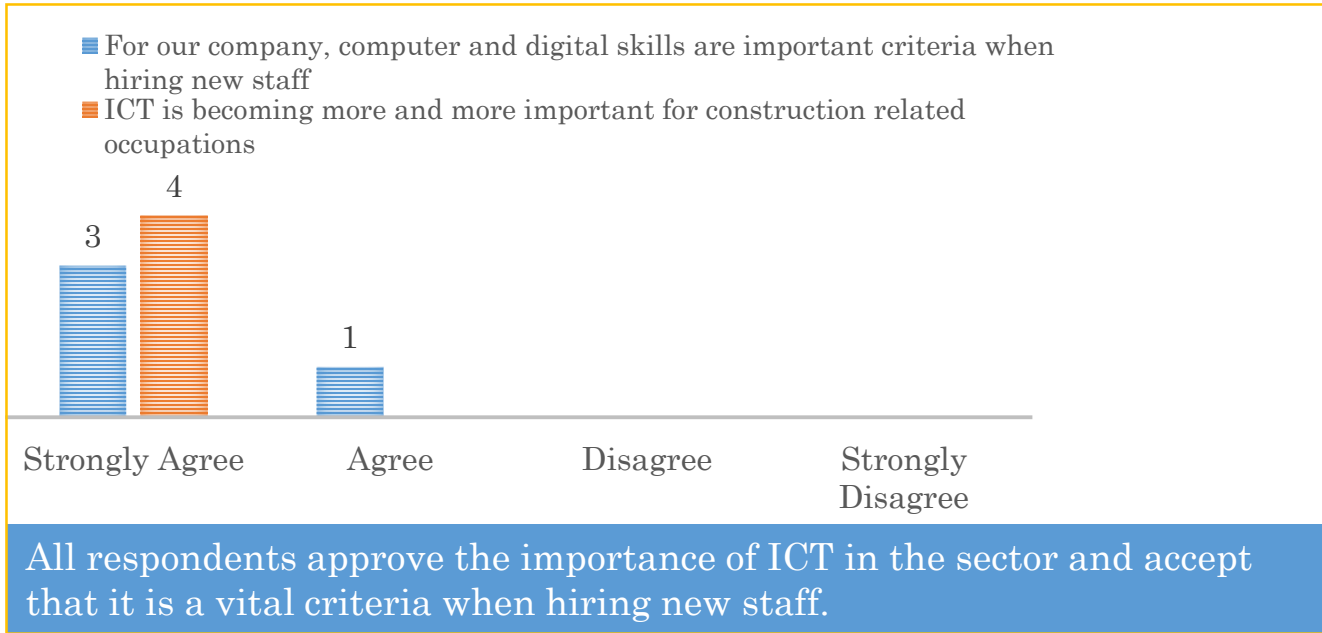 For our company, computer and digital skills are important criteria when
hiring new staff
ICT is becoming more and more important for construction related
occupations
4
3
1
Strongly Agree
Agree
Disagree
Strongly
Disagree
All respondents approve the importance of ICT in the sector and accept
that it is a vital criteria when hiring new staff.